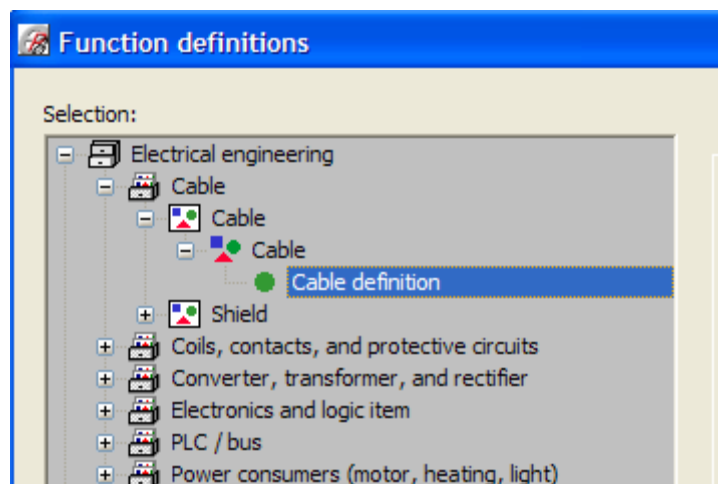 Function definitions
Selection:
Electrical engineering
Cable
Cable
Cable
Cable definition
Shield
Coils, contacts, and protective circuits
Converter, transformer, and rectifier
Electronics and logic item
PLC / bus
Power consumers (motor, heating, light)